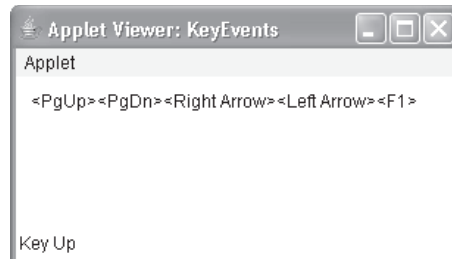 Applet Viewer: KeyEvents
Applet
<PgUp><PgDn><Right Arrow><Left Arrow><F1>
Key Up